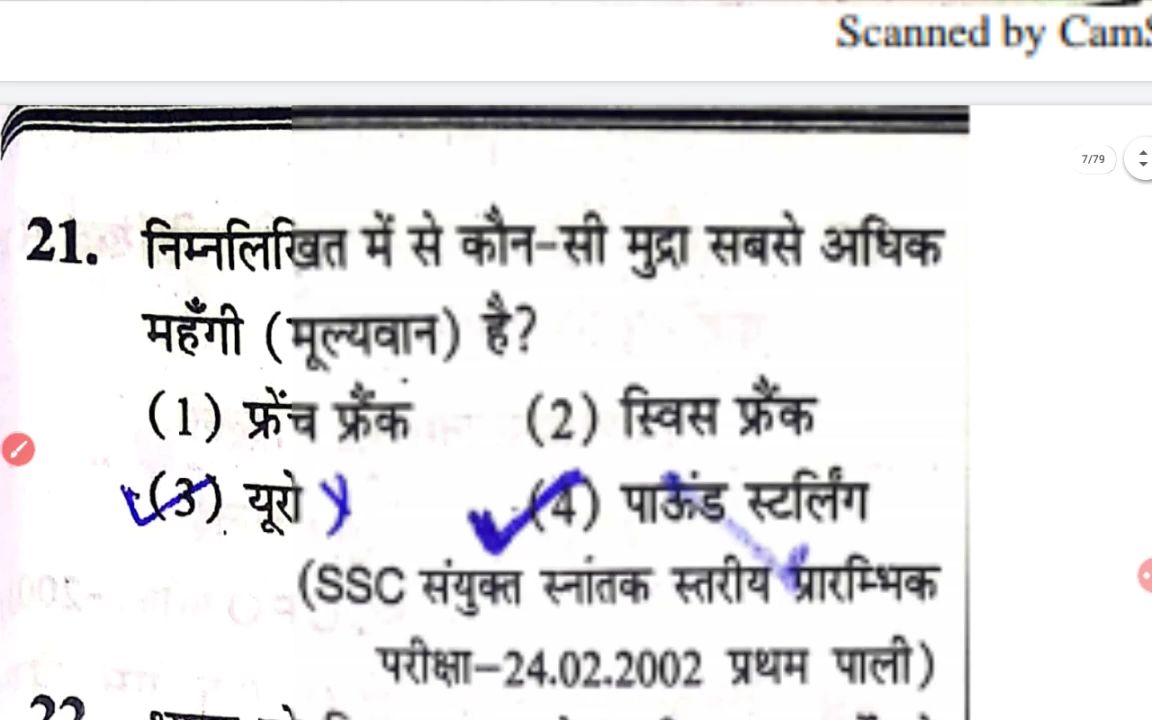 Scanned by Cam
7/79
21. निम्नलिखित में से कौन-सी मुद्रा सबसे अधिक
महँगी (मूल्यवान) है?
(1) फ्रेंच फ्रैंक (2) स्विस फ्रैंक
(3) यूरो (4) पाऊंड स्टर्लिंग
(SSC संयुक्त स्नांतक स्तरीय प्रारम्भिक
परीक्षा–24.02.2002 प्रथम पाली)